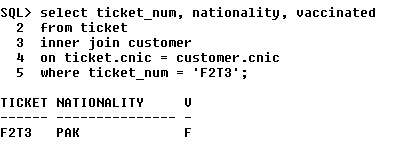 SQL> select ticket_num, nationality, vaccinated
2 from ticket
3 inner join customer
4 on ticket.cnic = customer.cnic
5 where ticket_num = 'F2T3';
TICKET NATIONALITY V
------ --------------- -
F2T3 PAK F